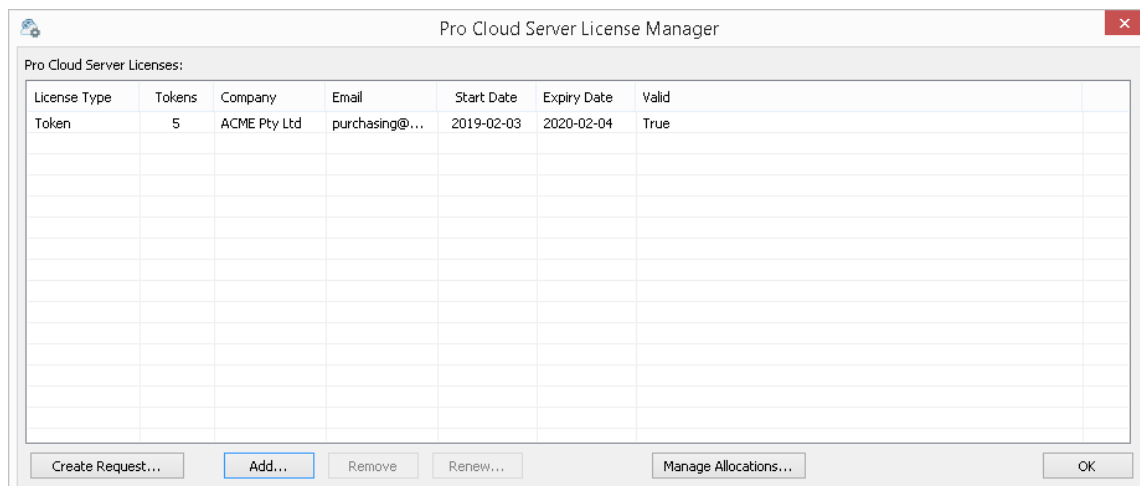 Pro Cloud Server License Manager
Pro Cloud Server Licenses:
License Type Tokens Company Email Start Date Expiry Date Valid
Token 5 ACME Pty Ltd purchasing@... 2019-02-03 2020-02-04 True
Create Request... Add... Remove Renew... Manage Allocations... OK